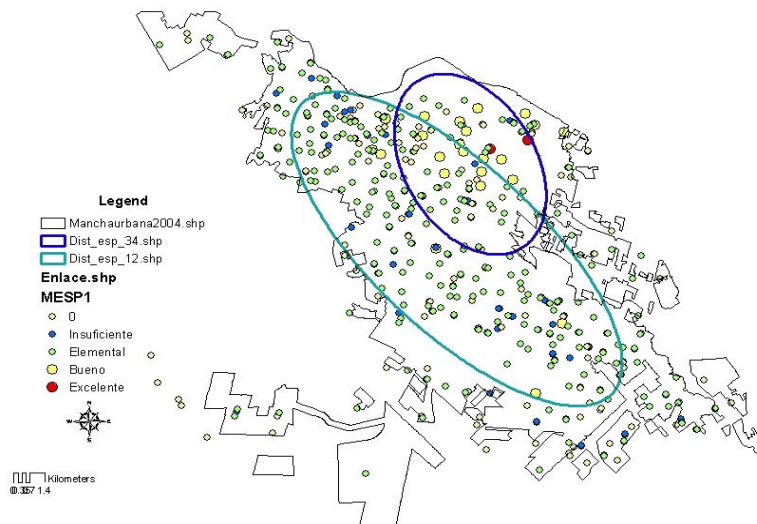 Legend
Manchaurbana2004.shp
Dist_esp_34.shp
Dist_esp_12.shp
Enlace.shp
MESP1
0
Insuficiente
Elemental
Bueno
Excelente
N
W E
S
Kilometers